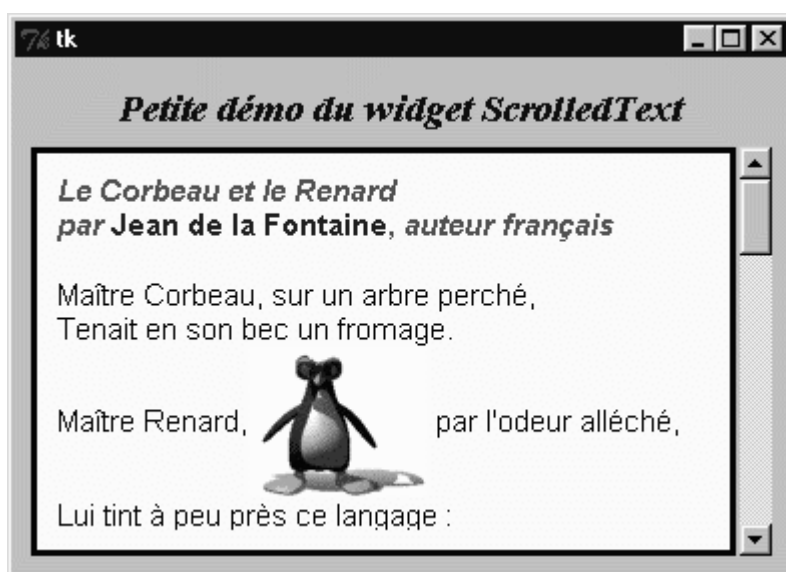 tk
Petite démo du widget ScrolledText
Le Corbeau et le Renard
par Jean de la Fontaine, auteur français
Maître Corbeau, sur un arbre perché,
Tenait en son bec un fromage.
Maître Renard, par l'odeur alléché,
Lui tint à peu près ce langage :